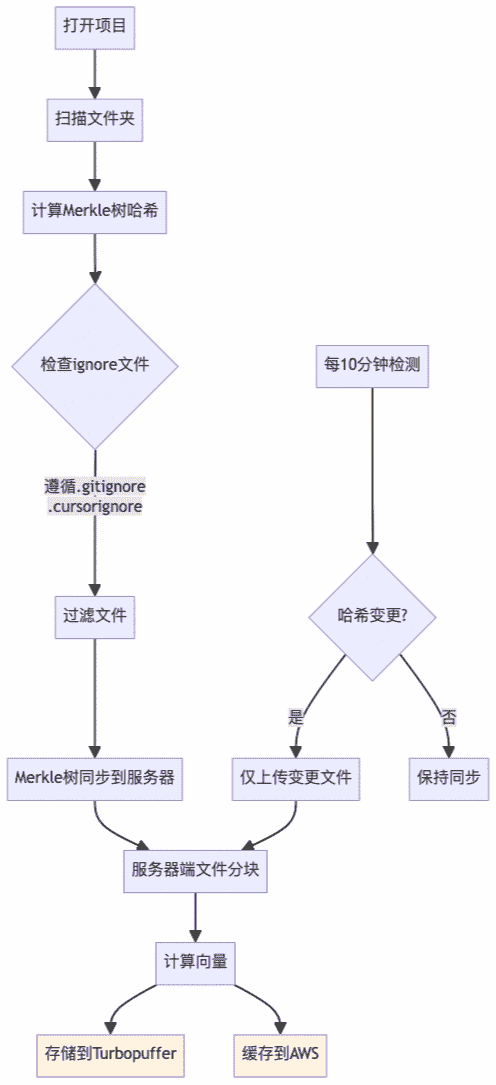 打开项目
扫描文件夹
计算Merkle树哈希
检查ignore文件
遵循.gitignore
.cursorignore
过滤文件
Merkle树同步到服务器
每10分钟检测
哈希变更?
是
否
仅上传变更文件
保持同步
服务器端文件分块
计算向量
存储到Turbopuffer
缓存到AWS